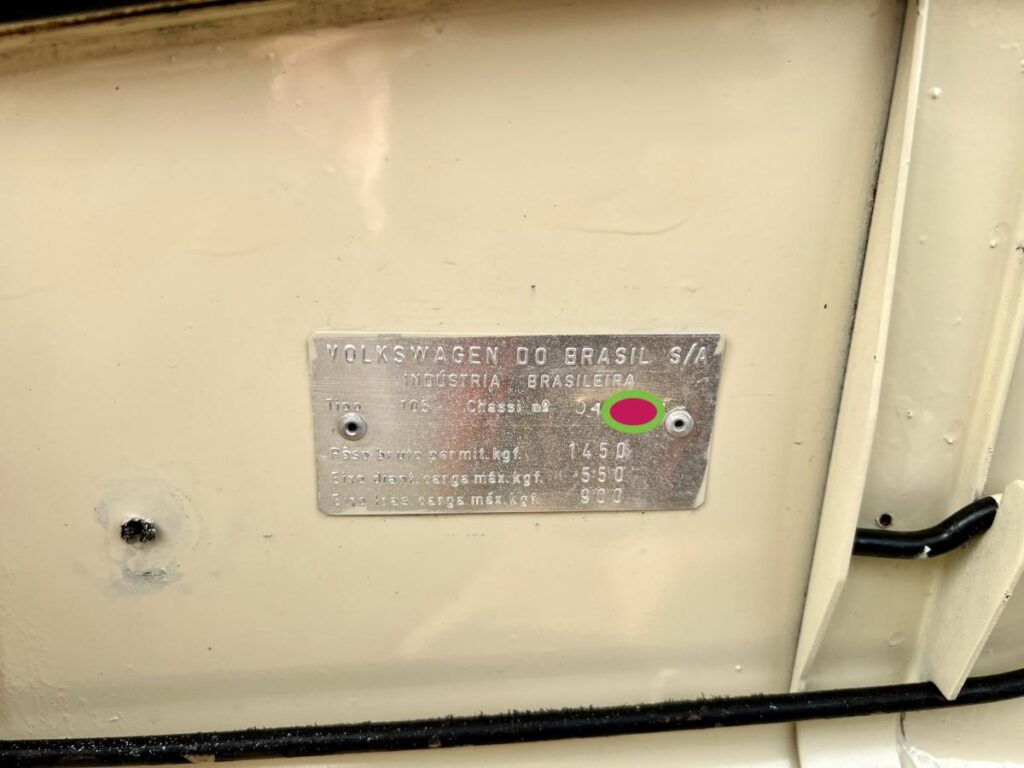 VOLKSWAGEN DO BRASIL S/A
INDÚSTRIA BRASILEIRA
Tipo 105 Chassi nº
Pêso bruto permit.kgf. 1450
Eixo diant. carga máx.kgf. 550
Eixo tras. carga máx.kgf. 900